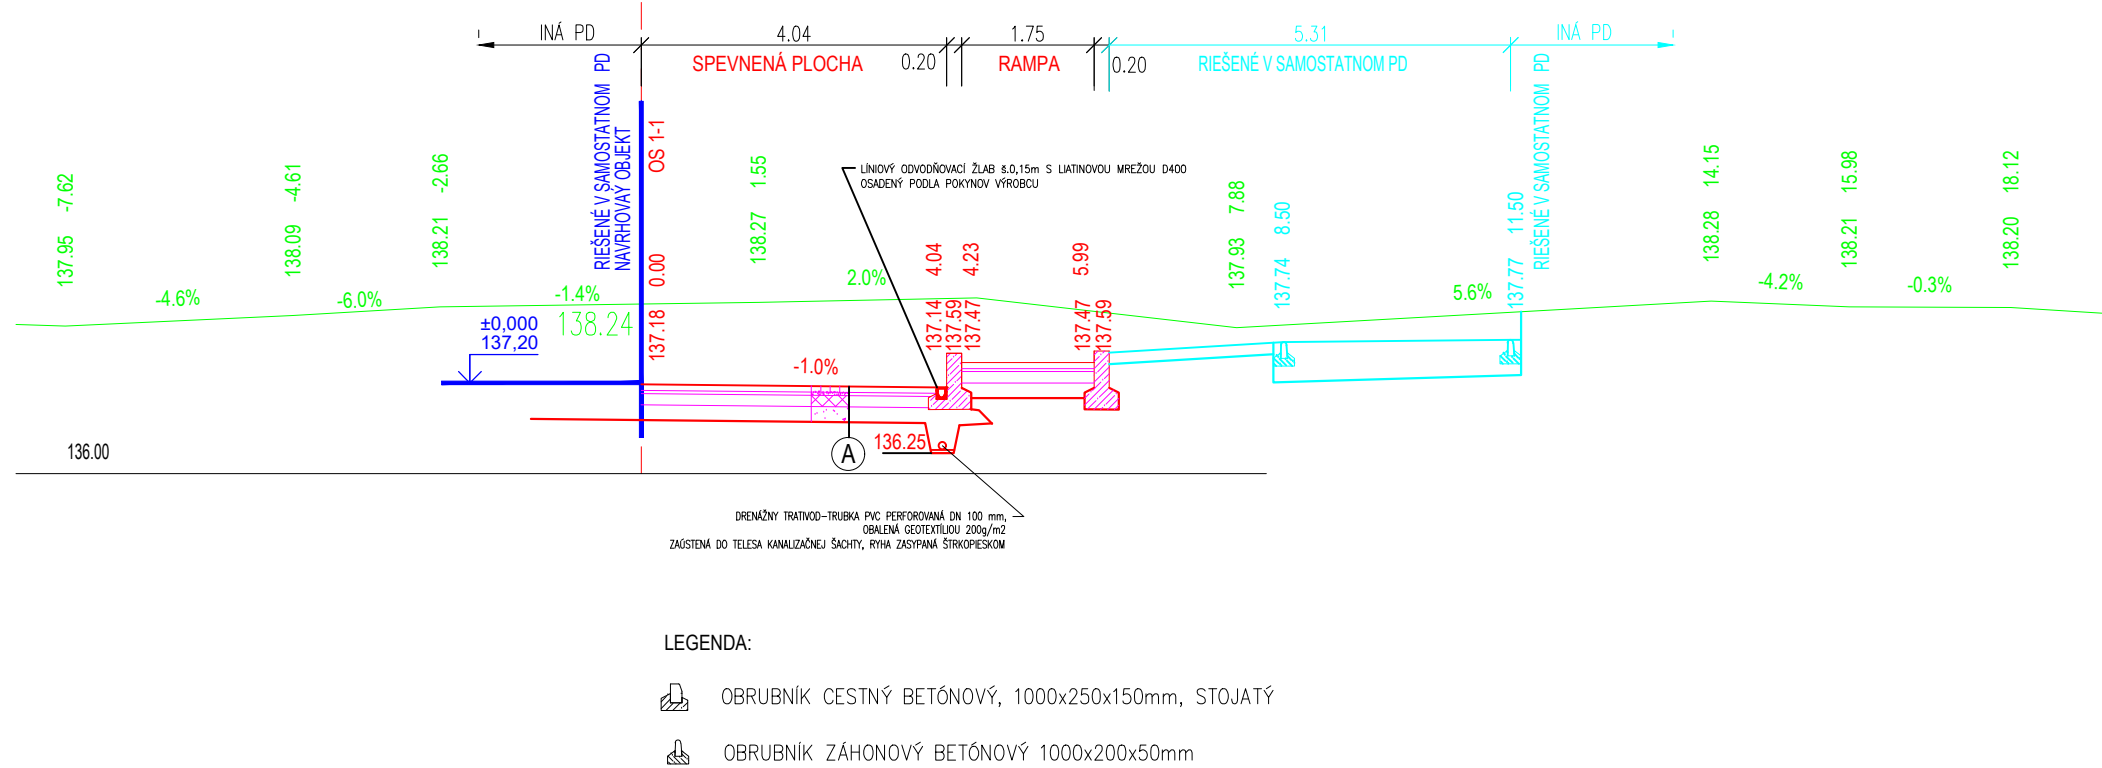 INÁ PD
4.04
1.75
5.31
INÁ PD
SPEVNENÁ PLOCHA
0.20
RAMPA
0.20
RIEŠENÉ V SAMOSTATNOM PD
RIEŠENÉ V SAMOSTATNOM PD
NAVRHOVAÝ OBJEKT
OS 1-1
RIEŠENÉ V SAMOSTATNOM PD
LÍNIOVÝ ODVODŇOVACÍ ŽLAB š.0,15m S LIATINOVOU MREŽOU D400
OSADENÝ PODLA POKYNOV VÝROBCU
137.95 -7.62
138.09 -4.61
138.21 -2.66
137.18 0.00
138.27 1.55
137.14 4.04
137.59
137.47 4.23
137.47 5.99
137.59
137.93 7.88
137.74 8.50
137.77 11.50
138.28 14.15
138.21 15.98
138.20 18.12
-4.6%
-6.0%
-1.4%
2.0%
5.6%
-4.2%
-0.3%
±0,000
137,20
138.24
-1.0%
136.25
A
136.00
DRENÁŽNY TRATIVOD-TRUBKA PVC PERFOROVANÁ DN 100 mm,
OBALENÁ GEOTEXTÍLIOU 200g/m2
ZAÚSTENÁ DO TELESA KANALIZAČNEJ ŠACHTY, RYHA ZASYPANÁ ŠTRKOPIESKOM
LEGENDA:
OBRUBNÍK CESTNÝ BETÓNOVÝ, 1000x250x150mm, STOJATÝ
OBRUBNÍK ZÁHONOVÝ BETÓNOVÝ 1000x200x50mm